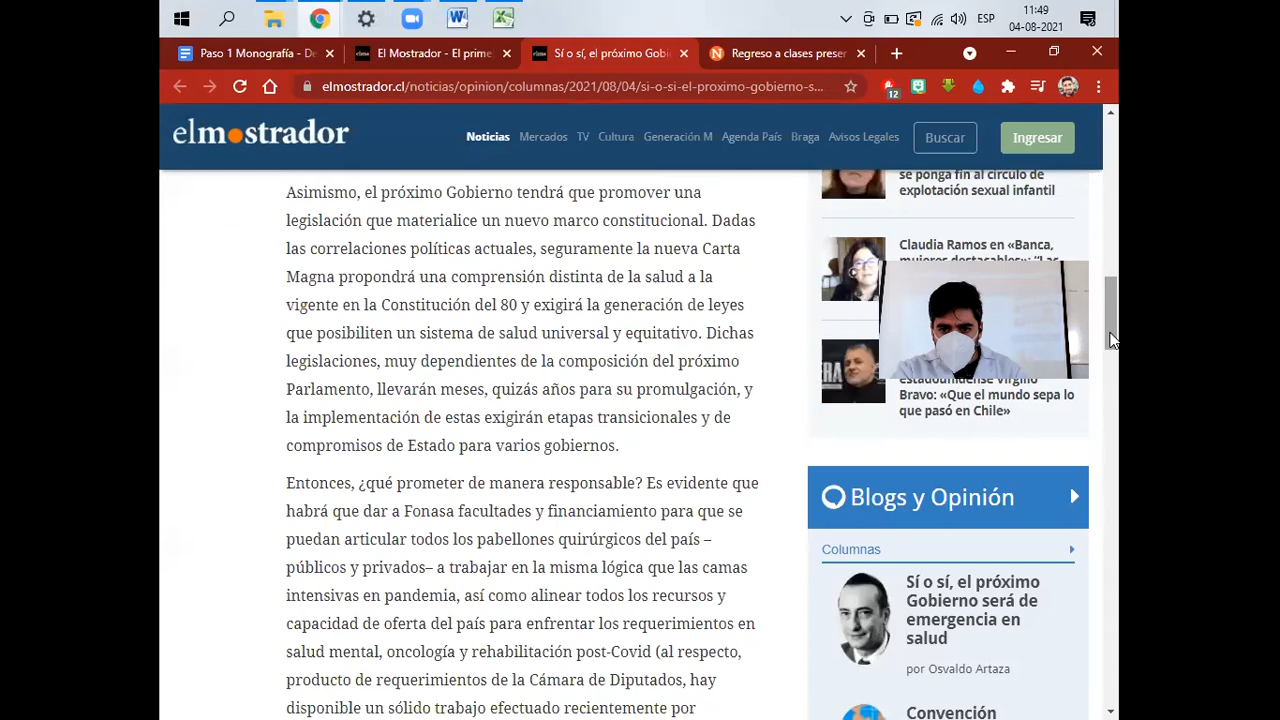 11:49
ESP
04-08-2021
Paso 1 Monografía - De
El Mostrador - El prime
Sí o sí, el próximo Gobi
Regreso a clases preser
elmostrador.cl/noticias/opinion/columnas/2021/08/04/si-o-si-el-proximo-gobierno-s...
12
elmostrador
Noticias Mercados TV Cultura Generación M Agenda País Braga Avisos Legales Buscar Ingresar
Asimismo, el próximo Gobierno tendrá que promover una
legislación que materialice un nuevo marco constitucional. Dadas
las correlaciones políticas actuales, seguramente la nueva Carta
Magna propondrá una comprensión distinta de la salud a la
vigente en la Constitución del 80 y exigirá la generación de leyes
que posibiliten un sistema de salud universal y equitativo. Dichas
legislaciones, muy dependientes de la composición del próximo
Parlamento, llevarán meses, quizás años para su promulgación, y
la implementación de estas exigirán etapas transicionales y de
compromisos de Estado para varios gobiernos.
Entonces, ¿qué prometer de manera responsable? Es evidente que
habrá que dar a Fonasa facultades y financiamiento para que se
puedan articular todos los pabellones quirúrgicos del país –
públicos y privados– a trabajar en la misma lógica que las camas
intensivas en pandemia, así como alinear todos los recursos y
capacidad de oferta del país para enfrentar los requerimientos en
salud mental, oncología y rehabilitación post-Covid (al respecto,
producto de requerimientos de la Cámara de Diputados, hay
disponible un sólido trabajo efectuado recientemente por
se ponga fin al círculo de
explotación sexual infantil
Claudia Ramos en «Banca,
mujeres destacables»: "Las
estadounidense Virgilio
Bravo: «Que el mundo sepa lo
que pasó en Chile»
Blogs y Opinión
Columnas
Sí o sí, el próximo
Gobierno será de
emergencia en
salud
por Osvaldo Artaza
Convención